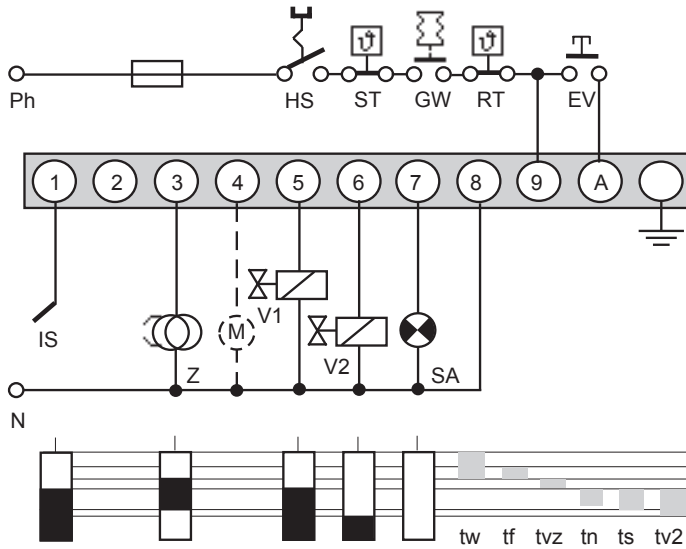 ϑ ϑ
Ph HS ST GW RT EV
1 2 3 4 5 6 7 8 9 A
IS Z M V1 V2 SA
N
tw tf tvz tn ts tv2